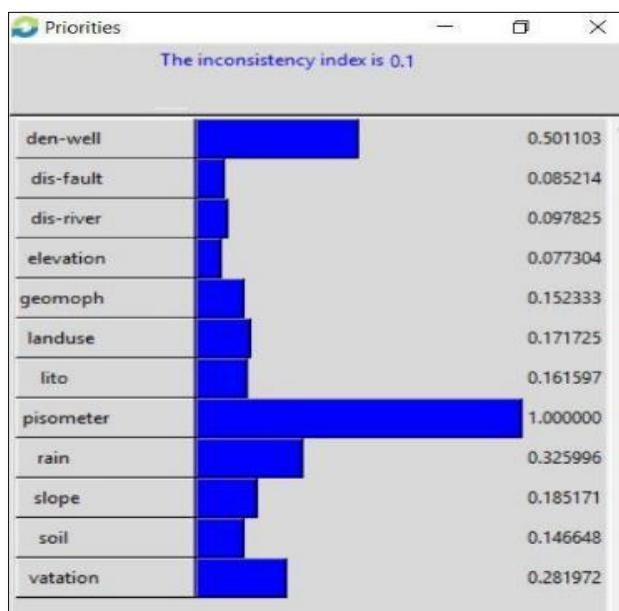 Priorities
The inconsistency index is 0.1
den-well 0.501103
dis-fault 0.085214
dis-river 0.097825
elevation 0.077304
geomoph 0.152333
landuse 0.171725
lito 0.161597
pisometer 1.000000
rain 0.325996
slope 0.185171
soil 0.146648
vatation 0.281972